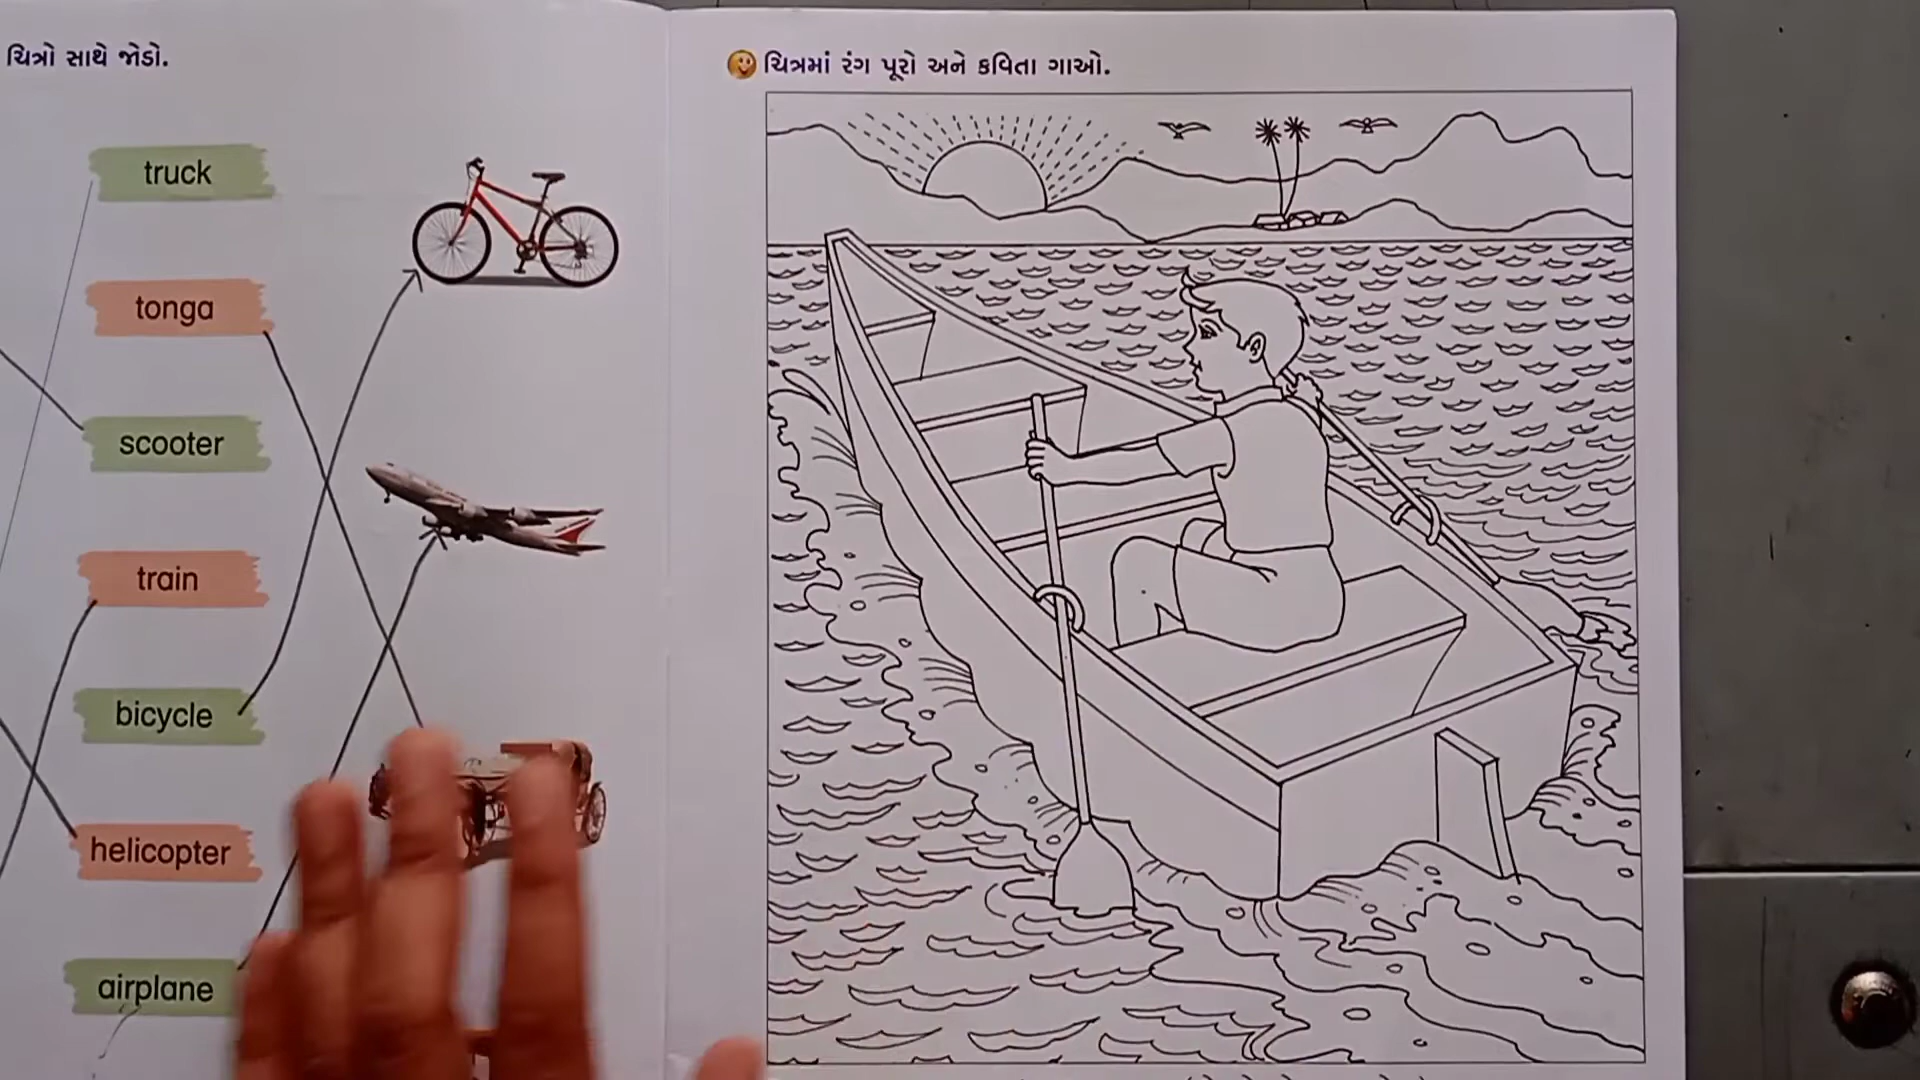 ચિત્રો સાથે જોડો.
truck
tonga
scooter
train
bicycle
helicopter
airplane
ચિત્રમાં રંગ પૂરો અને કવિતા ગાઓ.